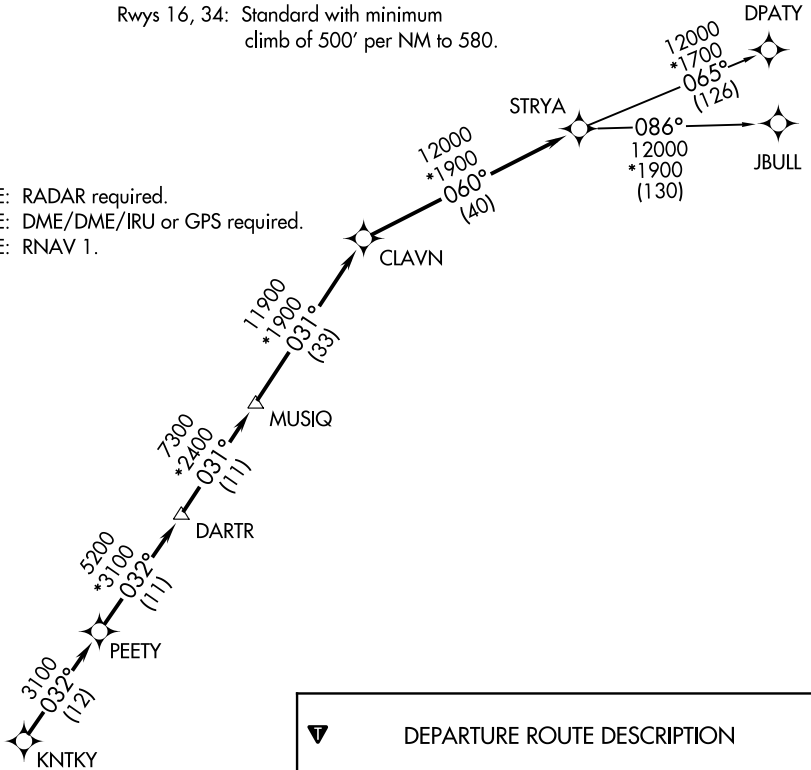 Rwys 16, 34: Standard with minimum
climb of 500' per NM to 580.
DPATY
12000
*1700
065°
(126)
STRYA
086°
12000
*1900
(130)
JBULL
12000
*1900
060°
(40)
E: RADAR required.
E: DME/DME/IRU or GPS required.
E: RNAV 1.
CLAVN
11900
*1900
031°
(33)
MUSIQ
7300
*2400
031°
(11)
DARTR
5200
*3100
032°
(11)
PEETY
3100
032°
(12)
KNTKY
T
DEPARTURE ROUTE DESCRIPTION